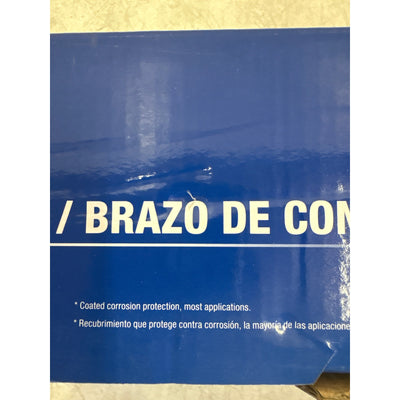 / BRAZO DE CON
* Coated corrosion protection, most applications.
* Recubrimiento que protege contra corrosión, la mayoría de las aplicacione